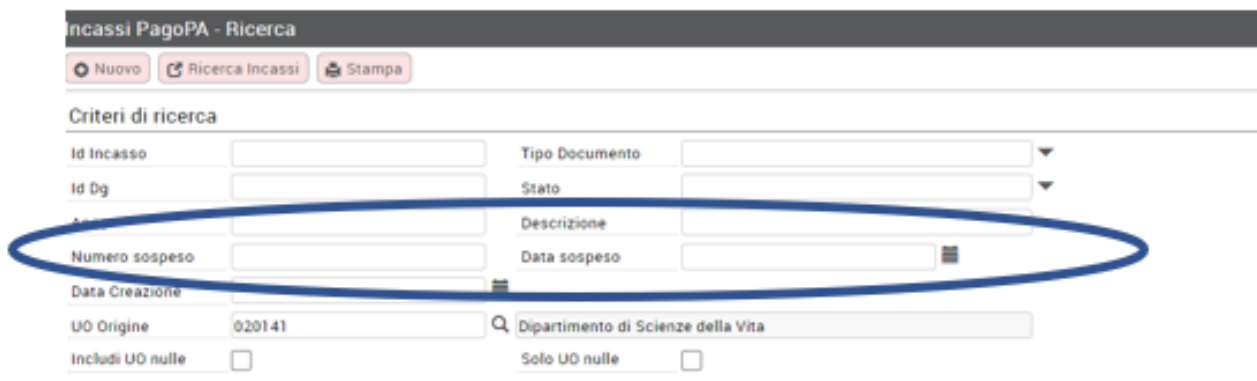 Incassi PagoPA - Ricerca
Nuovo Ricerca Incassi Stampa
Criteri di ricerca
Id Incasso Tipo Documento
Id Dg Stato
Descrizione
Numero sospeso Data sospeso
Data Creazione
UO Origine 020141 Dipartimento di Scienze della Vita
Includi UO nulle Solo UO nulle